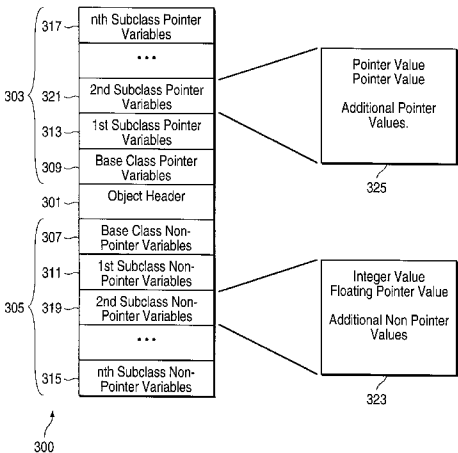 317
nth Subclass Pointer
Variables
...
303
321
2nd Subclass Pointer
Variables
313
1st Subclass Pointer
Variables
309
Base Class Pointer
Variables
301
Object Header
307
Base Class Non-
Pointer Variables
311
1st Subclass Non-
Pointer Variables
305
319
2nd Subclass Non-
Pointer Variables
...
315
nth Subclass Non-
Pointer Variables
300
Pointer Value
Pointer Value
Additional Pointer
Values.
325
Integer Value
Floating Pointer Value
Additional Non Pointer
Values
323